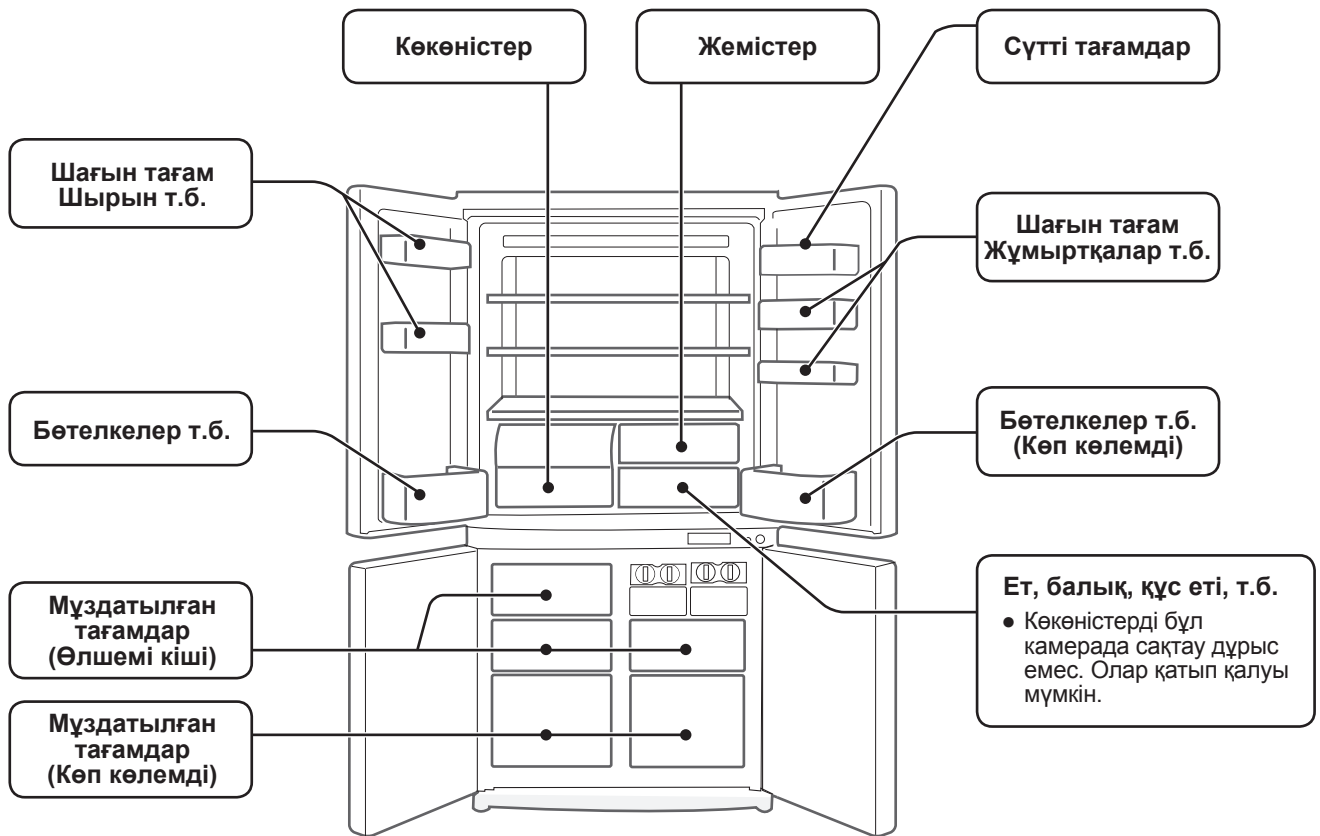 Көкөністер
Жемістер
Сүтті тағамдар
Шағын тағам
Шырын т.б.
Шағын тағам
Жұмыртқалар т.б.
Бөтелкелер т.б.
Бөтелкелер т.б.
(Көп көлемді)
Мұздатылған
тағамдар
(Өлшемі кіші)
Ет, балық, құс еті, т.б.
● Көкөністерді бұл
камерада сақтау дұрыс
емес. Олар қатып қалуы
мүмкін.
Мұздатылған
тағамдар
(Көп көлемді)